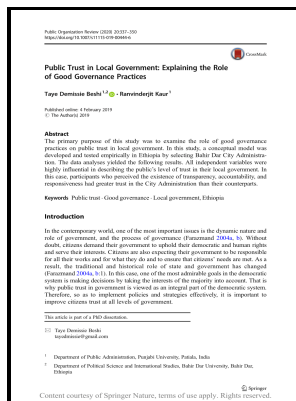 Public Organization Review (2020) 20:337–350
https://doi.org/10.1007/s11115-019-00444-6
CrossMark
Public Trust in Local Government: Explaining the Role
of Good Governance Practices
Taye Demissie Beshi 1,2 · Ranvinderjit Kaur 1
Published online: 4 February 2019
© The Author(s) 2019
Abstract
The primary purpose of this study was to examine the role of good governance
practices on public trust in local government. In this study, a conceptual model was
developed and tested empirically in Ethiopia by selecting Bahir Dar City Administra-
tion. The data analyses yielded the following results. All independent variables were
highly influential in describing the public's level of trust in their local government. In
this case, participants who perceived the existence of transparency, accountability, and
responsiveness had greater trust in the City Administration than their counterparts.
Keywords Public trust · Good governance · Local government, Ethiopia
Introduction
In the contemporary world, one of the most important issues is the dynamic nature and
role of government, and the process of governance (Farazmand 2004a, b). Without
doubt, citizens demand their government to uphold their democratic and human rights
and serve their interests. Citizens are also expecting their government to be responsible
for all their works and for what they do and to ensure that citizens' needs are met. As a
result, the traditional and historical role of state and government has changed
(Farazmand 2004a, b:1). In this case, one of the most admirable goals in the democratic
system is making decisions by taking the interests of the majority into account. That is
why public trust in government is viewed as an integral part of the democratic system.
Therefore, so as to implement policies and strategies effectively, it is important to
improve citizens trust at all levels of government.
This article is part of a PhD dissertation.
Taye Demissie Beshi
tayedmissie@gmail.com
1 Department of Public Administration, Punjabi University, Patiala, India
2 Department of Political Science and International Studies, Bahir Dar University, Bahir Dar,
Ethiopia
Springer
Content courtesy of Springer Nature, terms of use apply. Rights reserved.